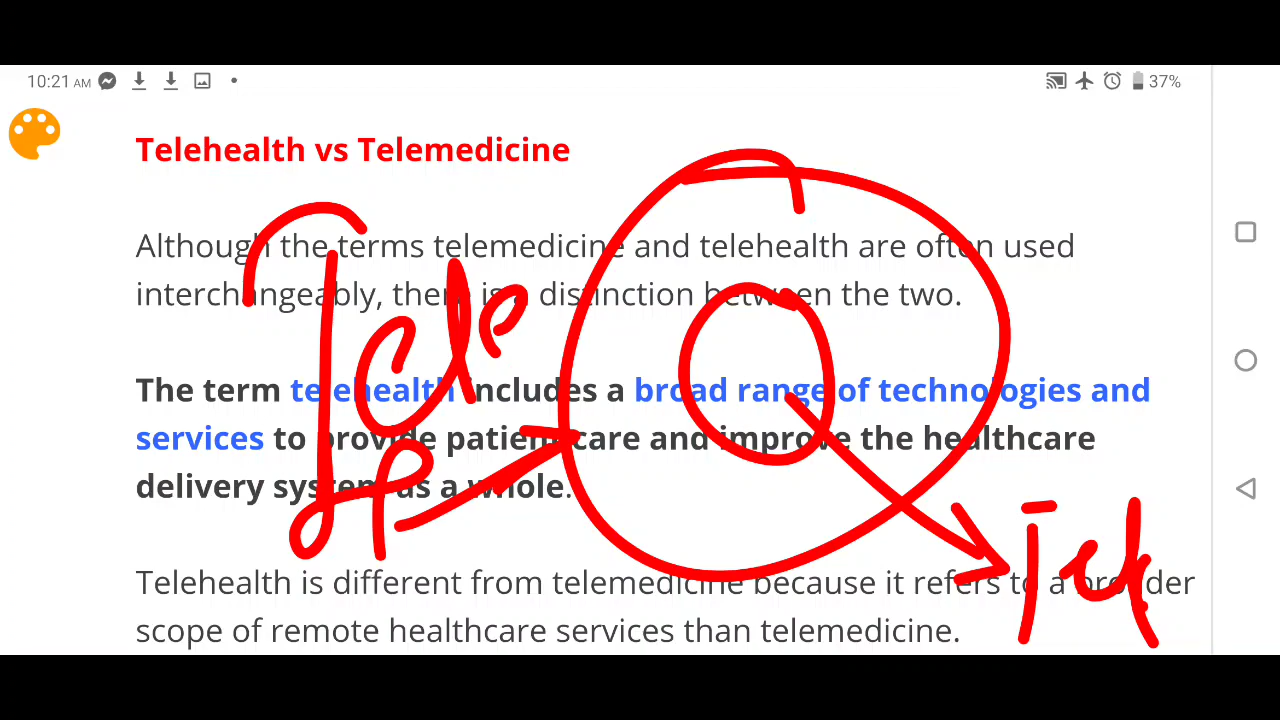 10:21 AM
37%
Telehealth vs Telemedicine
Although the terms telemedicine and telehealth are often used
interchangeably, there is a distinction between the two.
The term telehealth includes a broad range of technologies and
services to provide patient care and improve the healthcare
delivery system as a whole.
Telehealth is different from telemedicine because it refers to a broader
scope of remote healthcare services than telemedicine.
Tele